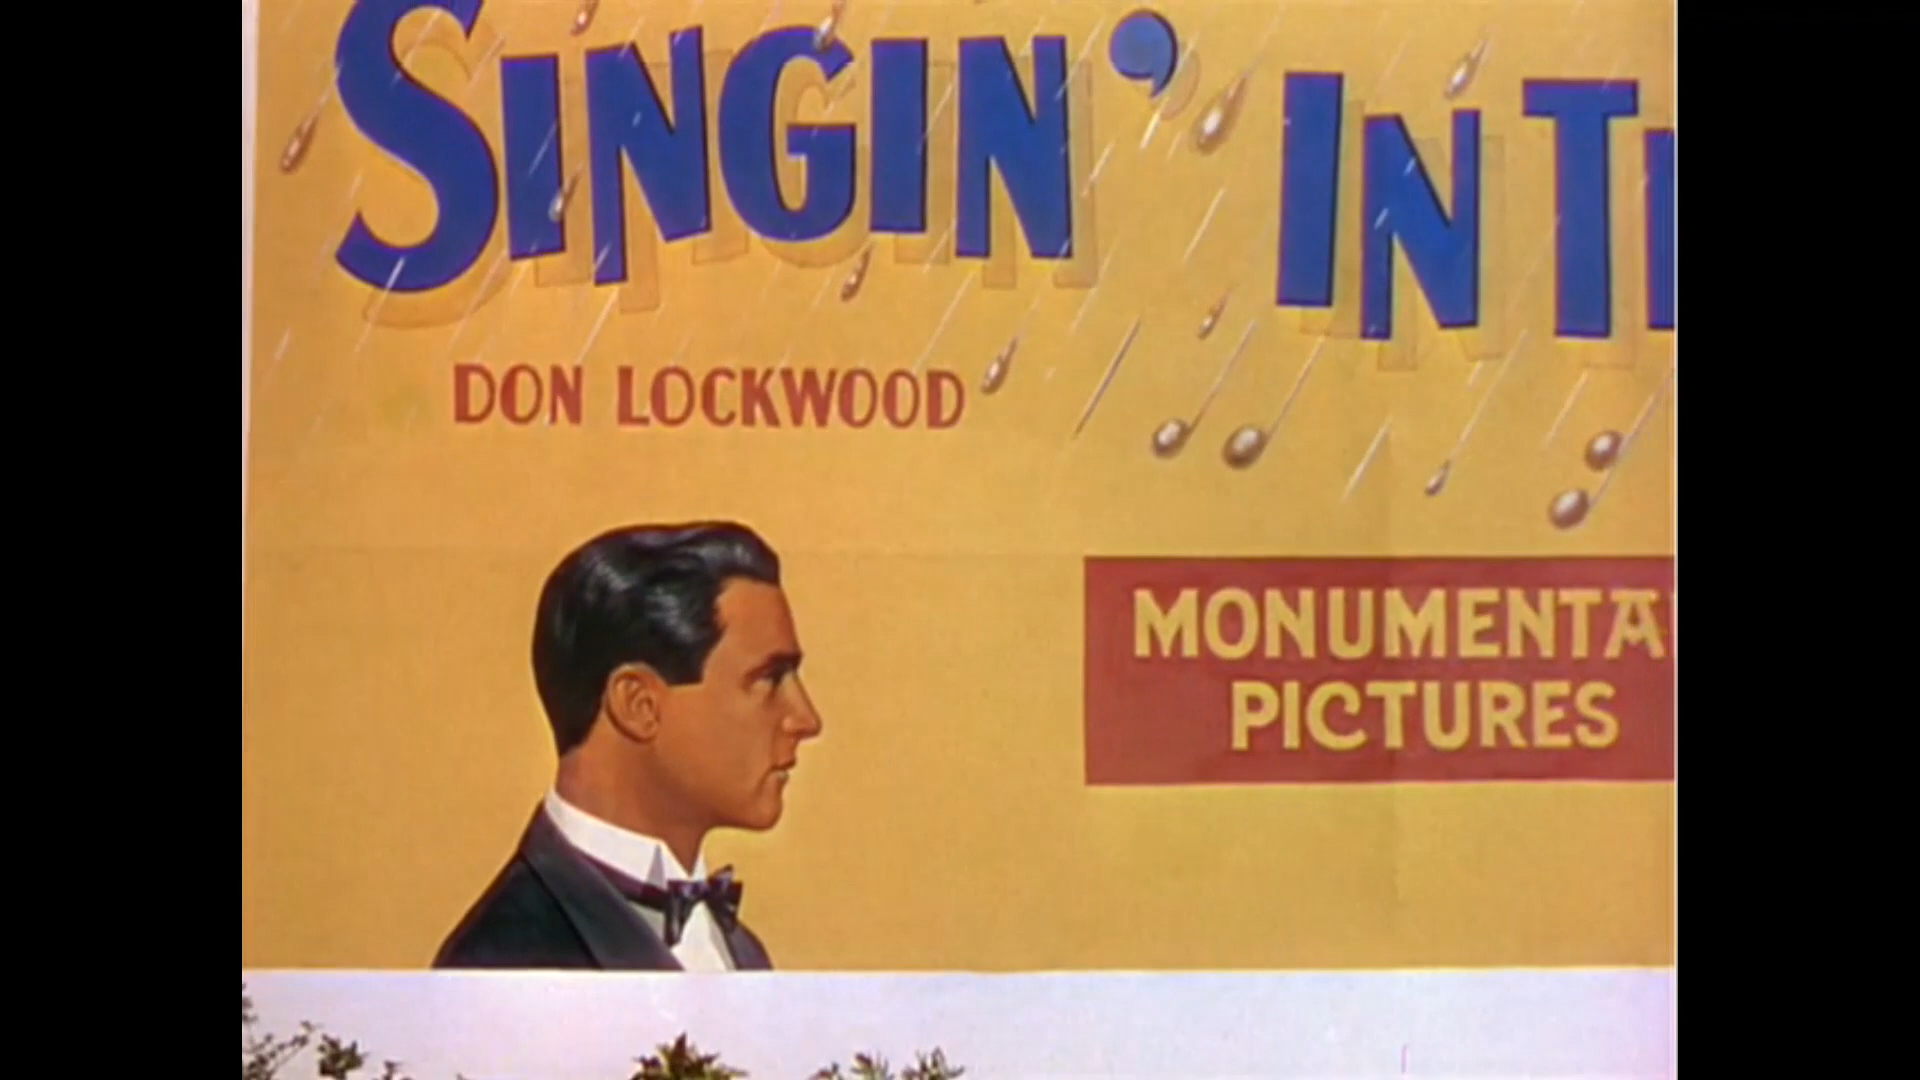 SINGIN' IN T
DON LOCKWOOD
MONUMENTA
PICTURES